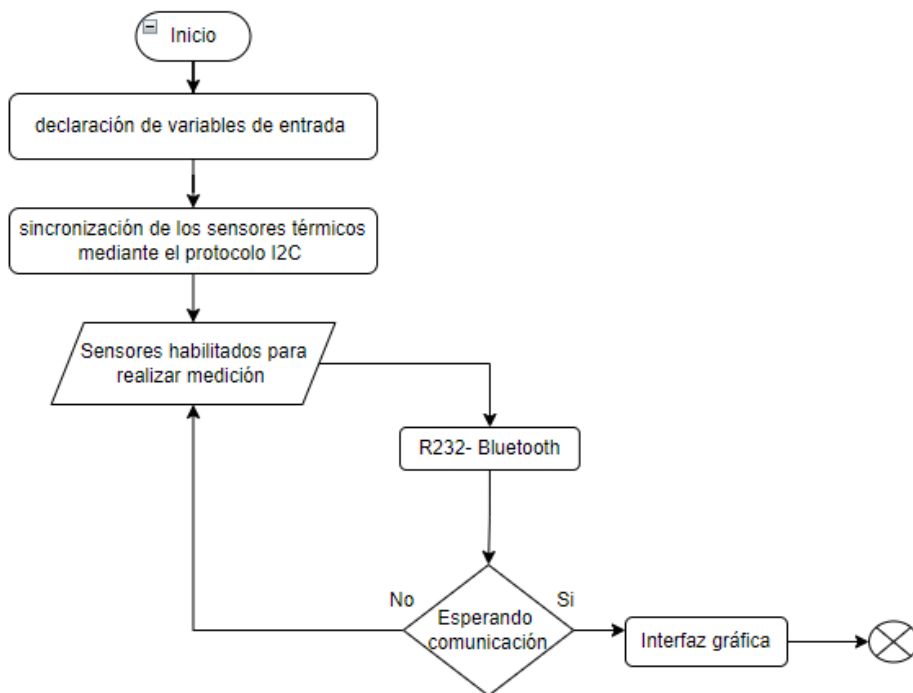 Inicio
declaración de variables de entrada
sincronización de los sensores térmicos
mediante el protocolo I2C
Sensores habilitados para
realizar medición
R232- Bluetooth
No
Si
Esperando
comunicación
Interfaz gráfica